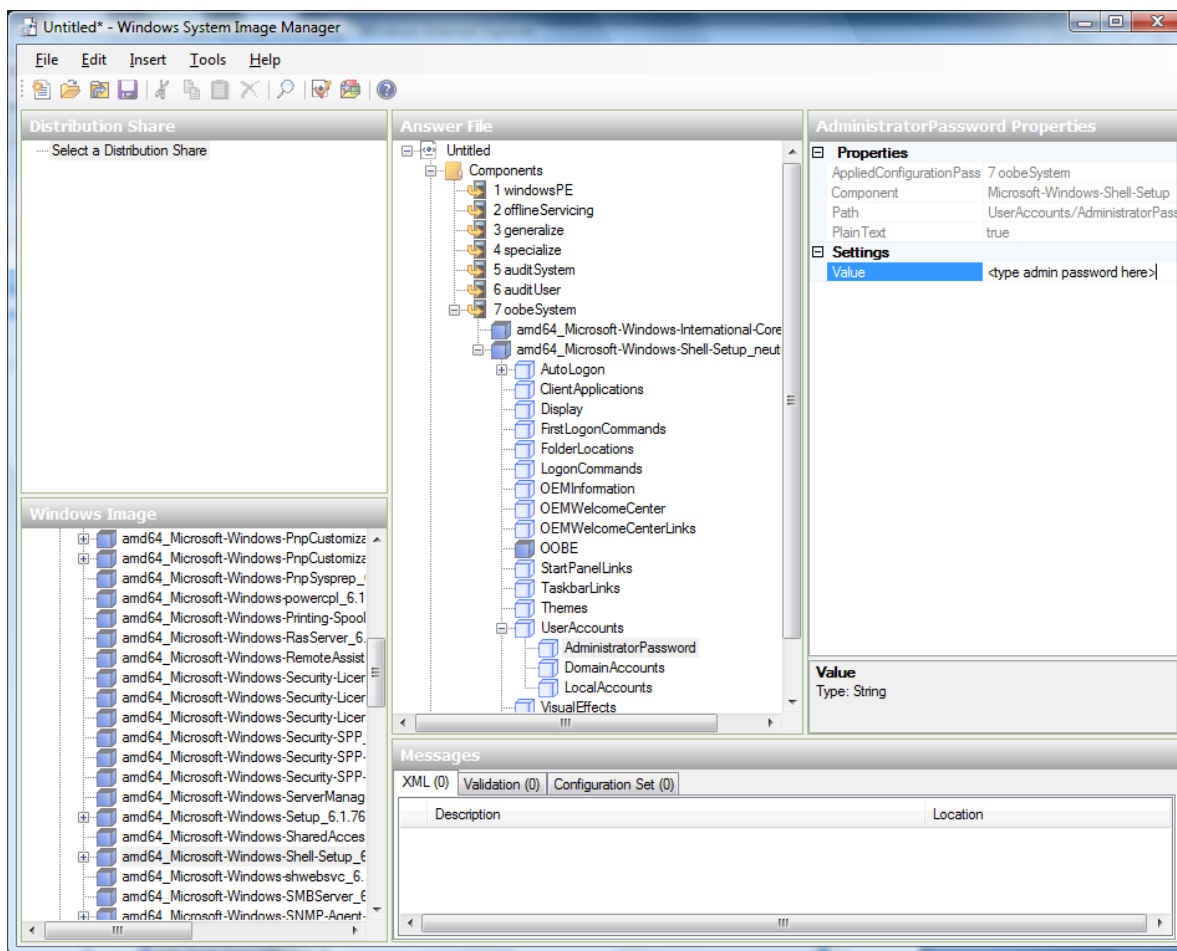 Untitled* - Windows System Image Manager
File Edit Insert Tools Help
Distribution Share
Select a Distribution Share
Windows Image
amd64_Microsoft-Windows-PnpCustomiza
amd64_Microsoft-Windows-PnpCustomiza
amd64_Microsoft-Windows-PnpSysprep_
amd64_Microsoft-Windows-powercpl_6.1
amd64_Microsoft-Windows-Printing-Spool
amd64_Microsoft-Windows-RasServer_6.
amd64_Microsoft-Windows-RemoteAssist
amd64_Microsoft-Windows-Security-Licer
amd64_Microsoft-Windows-Security-Licer
amd64_Microsoft-Windows-Security-Licer
amd64_Microsoft-Windows-Security-SPP_
amd64_Microsoft-Windows-Security-SPP-
amd64_Microsoft-Windows-Security-SPP-
amd64_Microsoft-Windows-ServerManag
amd64_Microsoft-Windows-Setup_6.1.76
amd64_Microsoft-Windows-SharedAcces
amd64_Microsoft-Windows-Shell-Setup_6
amd64_Microsoft-Windows-shwebsvc_6.
amd64_Microsoft-Windows-SMBServer_6
amd64_Microsoft-Windows-SNMP-Agent-
Answer File
Untitled
Components
1 windowsPE
2 offlineServicing
3 generalize
4 specialize
5 auditSystem
6 auditUser
7 oobeSystem
amd64_Microsoft-Windows-International-Core
amd64_Microsoft-Windows-Shell-Setup_neut
AutoLogon
ClientApplications
Display
FirstLogonCommands
FolderLocations
LogonCommands
OEMInformation
OEMWelcomeCenter
OEMWelcomeCenterLinks
OOBE
StartPanelLinks
TaskbarLinks
Themes
UserAccounts
AdministratorPassword
DomainAccounts
LocalAccounts
VisualEffects
AdministratorPassword Properties
Properties
AppliedConfigurationPass 7 oobeSystem
Component Microsoft-Windows-Shell-Setup
Path UserAccounts/AdministratorPass
PlainText true
Settings
Value <type admin password here>
Value
Type: String
Messages
XML (0) Validation (0) Configuration Set (0)
Description Location